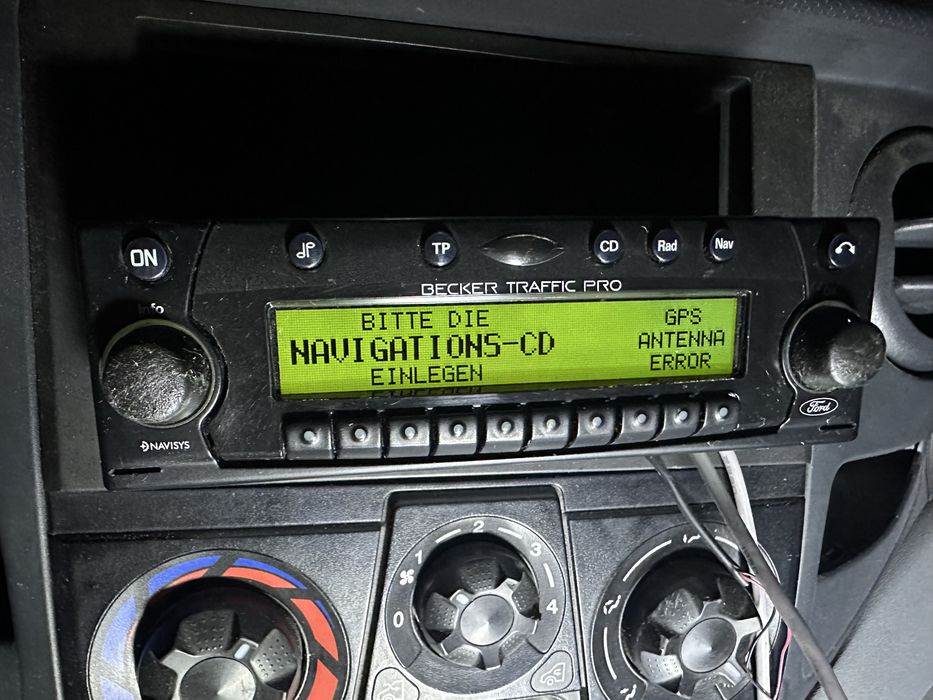 ON
TP
CD
Rad
Nav
BECKER TRAFFIC PRO
Info
BITTE DIE
NAVIGATIONS-CD
EINLEGEN
GPS
ANTENNA
ERROR
NAVISYS
Ford
0
1
2
3
4